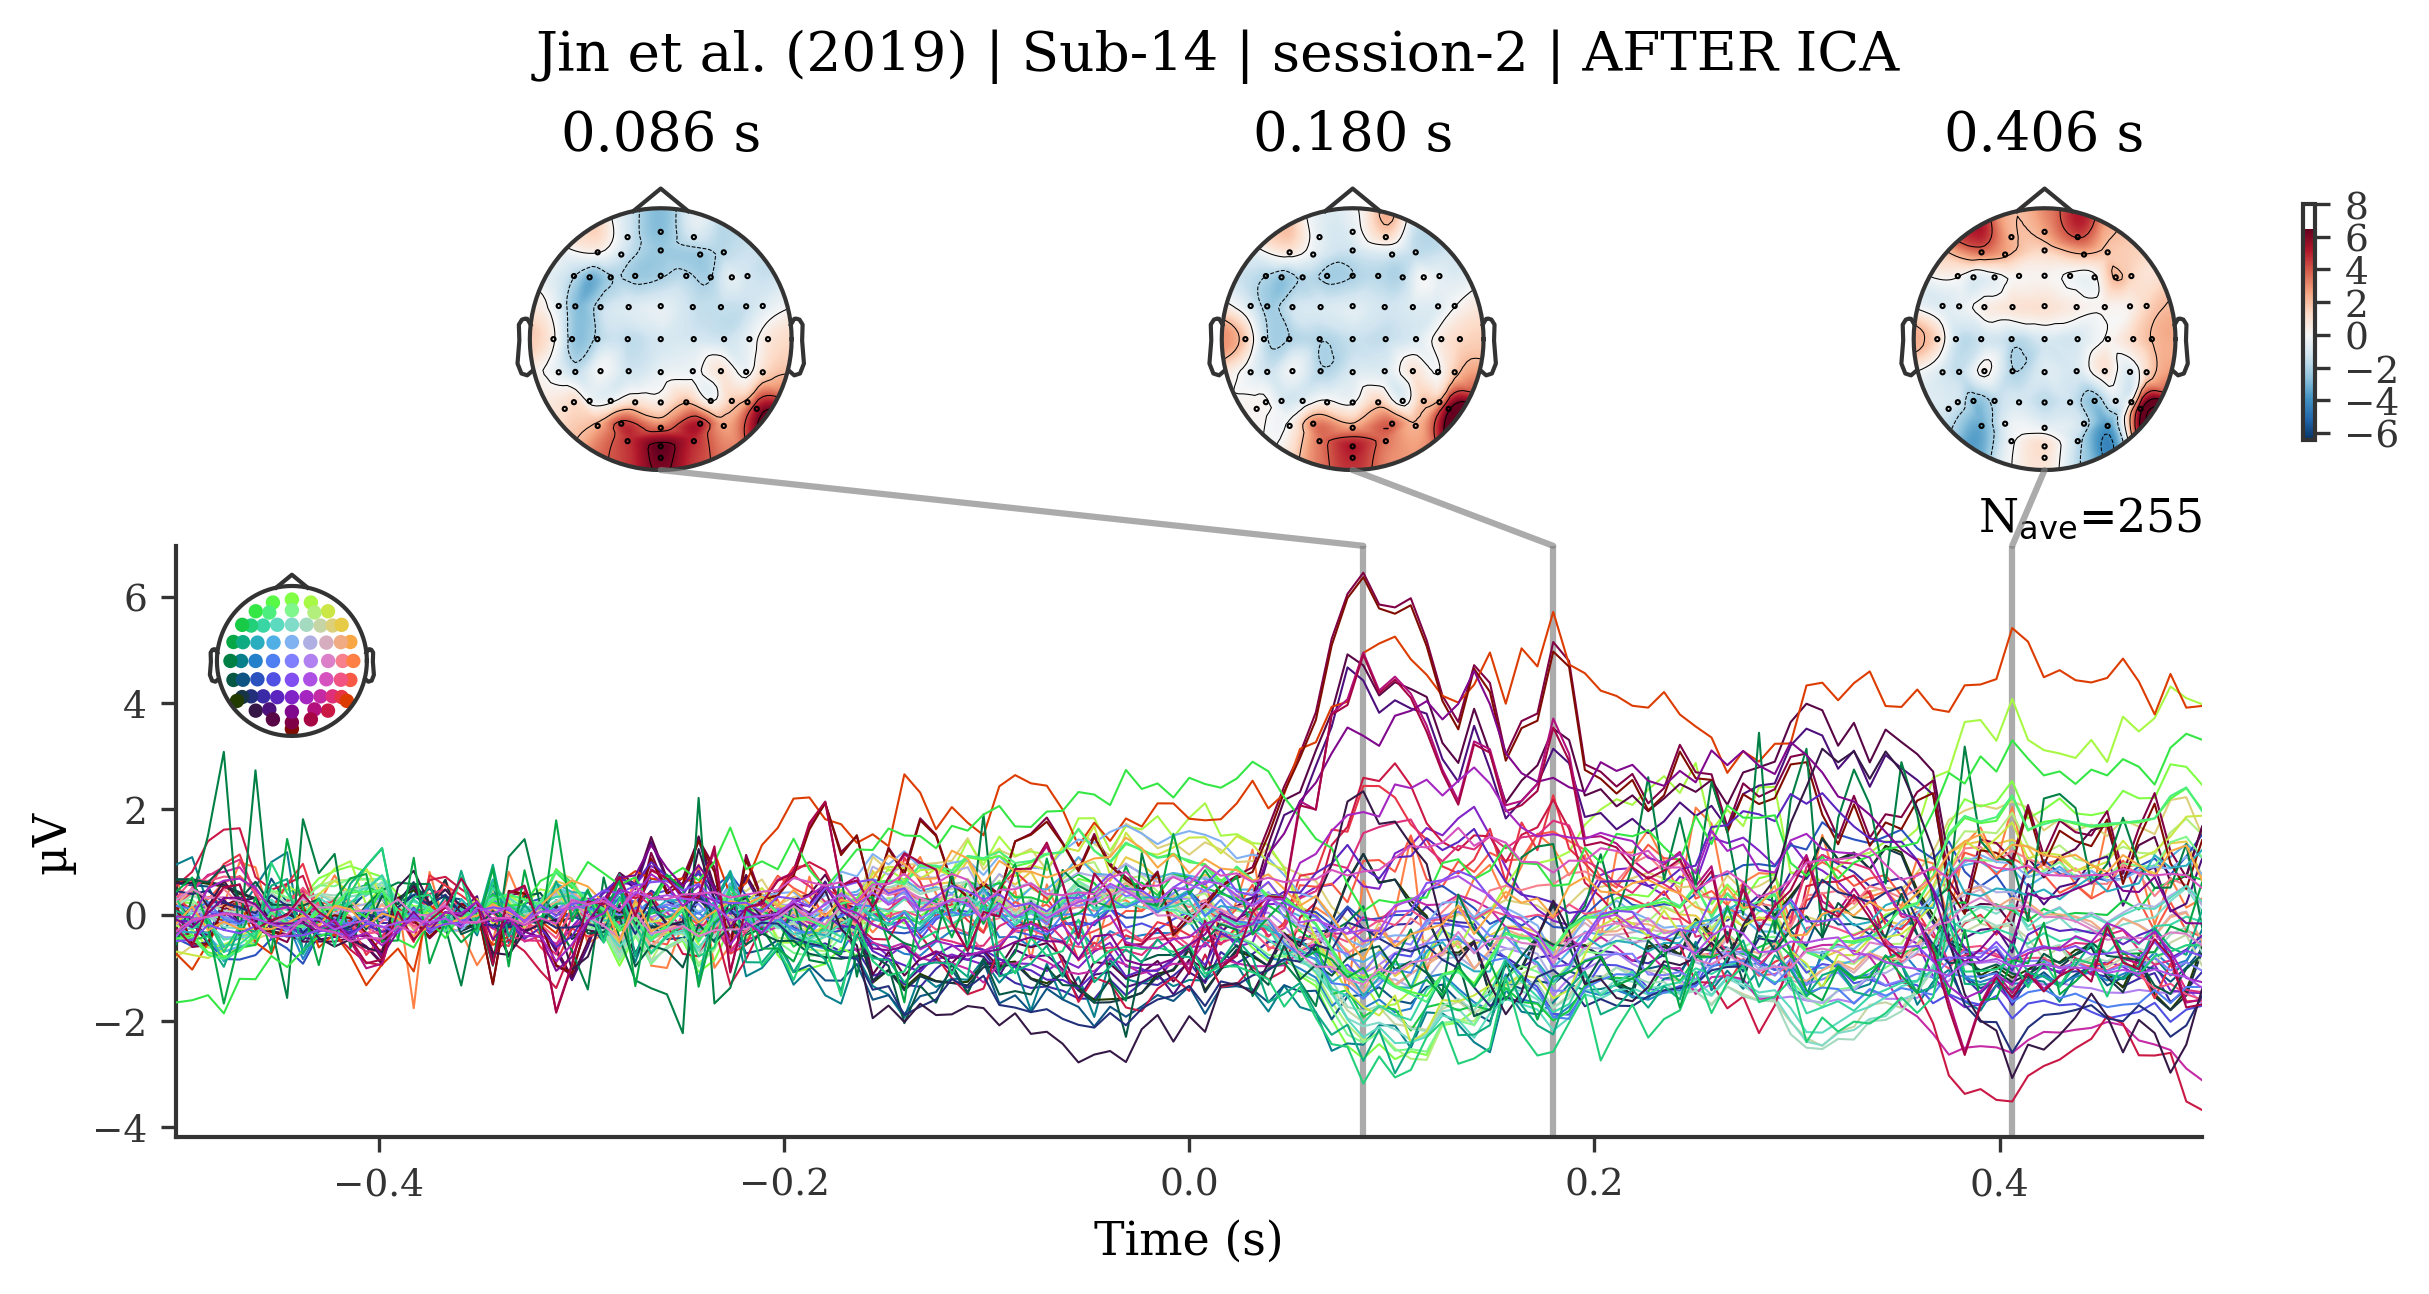 Jin et al. (2019) | Sub-14 | session-2 | AFTER ICA
0.086 s
0.180 s
0.406 s
8
6
4
2
0
−2
−4
−6
Nave=255
6
4
2
0
−2
−4
µV
−0.4
−0.2
0.0
0.2
0.4
Time (s)